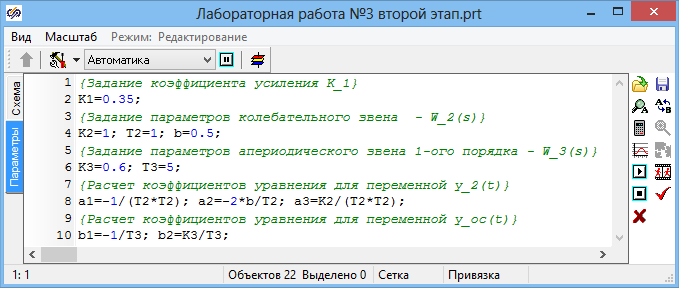 Лабораторная работа №3 второй этап.prt
Вид Масштаб Режим: Редактирование
Автоматика
Схема
Параметры
1 {Задание коэффициента усиления K_1}
2 K1=0.35;
3 {Задание параметров колебательного звена - W_2(s)}
4 K2=1; T2=1; b=0.5;
5 {Задание параметров апериодического звена 1-ого порядка - W_3(s)}
6 K3=0.6; T3=5;
7 {Расчет коэффициентов уравнения для переменной y_2(t)}
8 a1=-1/(T2*T2); a2=-2*b/T2; a3=K2/(T2*T2);
9 {Расчет коэффициентов уравнения для переменной y_oc(t)}
10 b1=-1/T3; b2=K3/T3;
1: 1 Объектов 22 Выделено 0 Сетка Привязка